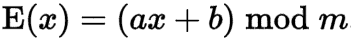 E(x) = (ax + b) mod m